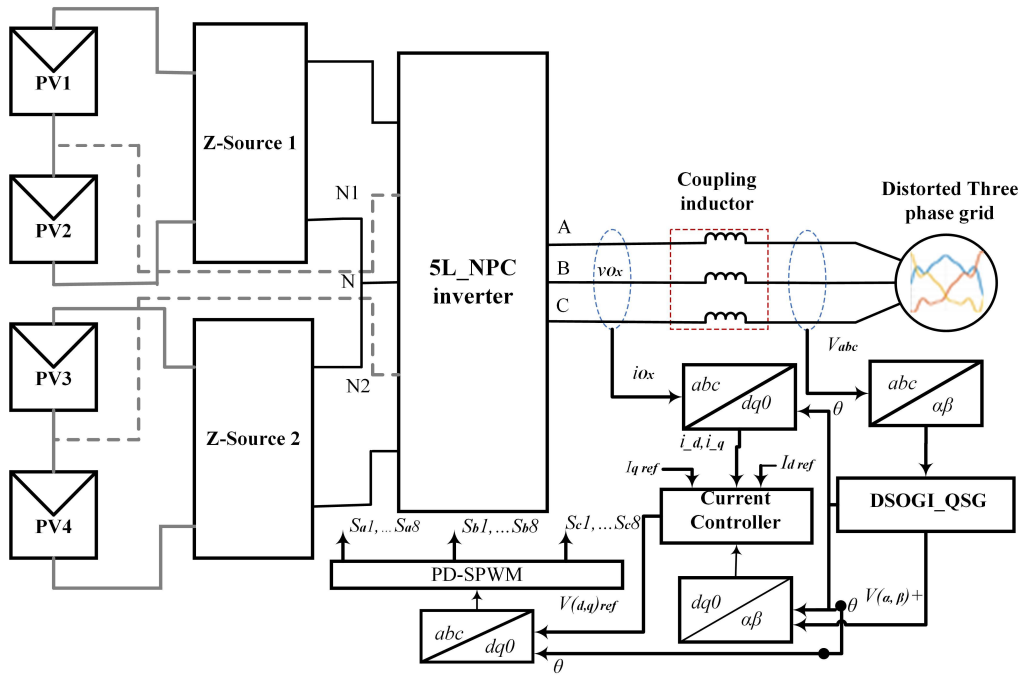 PV1
PV2
PV3
PV4
Z-Source 1
Z-Source 2
N1
N
N2
5L_NPC
inverter
A
B
C
vOx
Coupling
inductor
Distorted Three
phase grid
Vabc
iOx
abc
dq0
θ
abc
αβ
i_d,i_q
Iq ref
Id ref
Current
Controller
DSOGI_QSG
Sa1,...Sa8
Sb1,...Sb8
Sc1,...Sc8
PD-SPWM
V(d,q)ref
dq0
αβ
θ
V(α, β)+
abc
dq0
θ